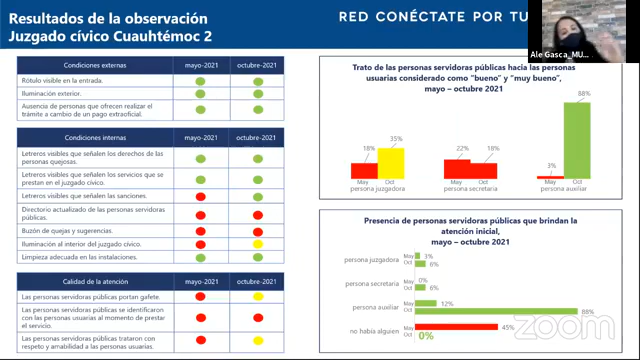 Resultados de la observación
Juzgado cívico Cuauhtémoc 2
RED CONÉCTATE POR TU
Ale Gasca_MU...
Condiciones externas mayo-2021 octubre-2021
Rótulo visible en la entrada.
Iluminación exterior.
Ausencia de personas que ofrecen realizar el
trámite a cambio de un pago extraoficial.
Condiciones internas mayo-2021 octubre-2021
Letreros visibles que señalen los derechos de las
personas quejosas.
Letreros visibles que señalen los servicios que se
prestan en el juzgado cívico.
Letreros visibles que señalen las sanciones.
Directorio actualizado de las personas servidoras
públicas.
Buzón de quejas y sugerencias.
Iluminación al interior del juzgado cívico.
Limpieza adecuada en las instalaciones.
Calidad de la atención mayo-2021 octubre-2021
Las personas servidoras públicas portan gafete.
Las personas servidoras públicas se identificaron
con las personas usuarias al momento de prestar
el servicio.
Las personas servidoras públicas trataron con
respeto y amabilidad a las personas usuarias.
Trato de las personas servidoras públicas hacia las personas
usuarias considerado como "bueno" y "muy bueno",
mayo – octubre 2021
18% 35% 22% 18% 3% 88%
May Oct May Oct May Oct
persona juzgadora persona secretaria persona auxiliar
Presencia de personas servidoras públicas que brindan la
atención inicial,
mayo – octubre 2021
persona juzgadora May 3%
Oct 6%
persona secretaria May 0%
Oct 6%
persona auxiliar May 12%
Oct 88%
no había alguien May 45%
Oct 0%
zoom